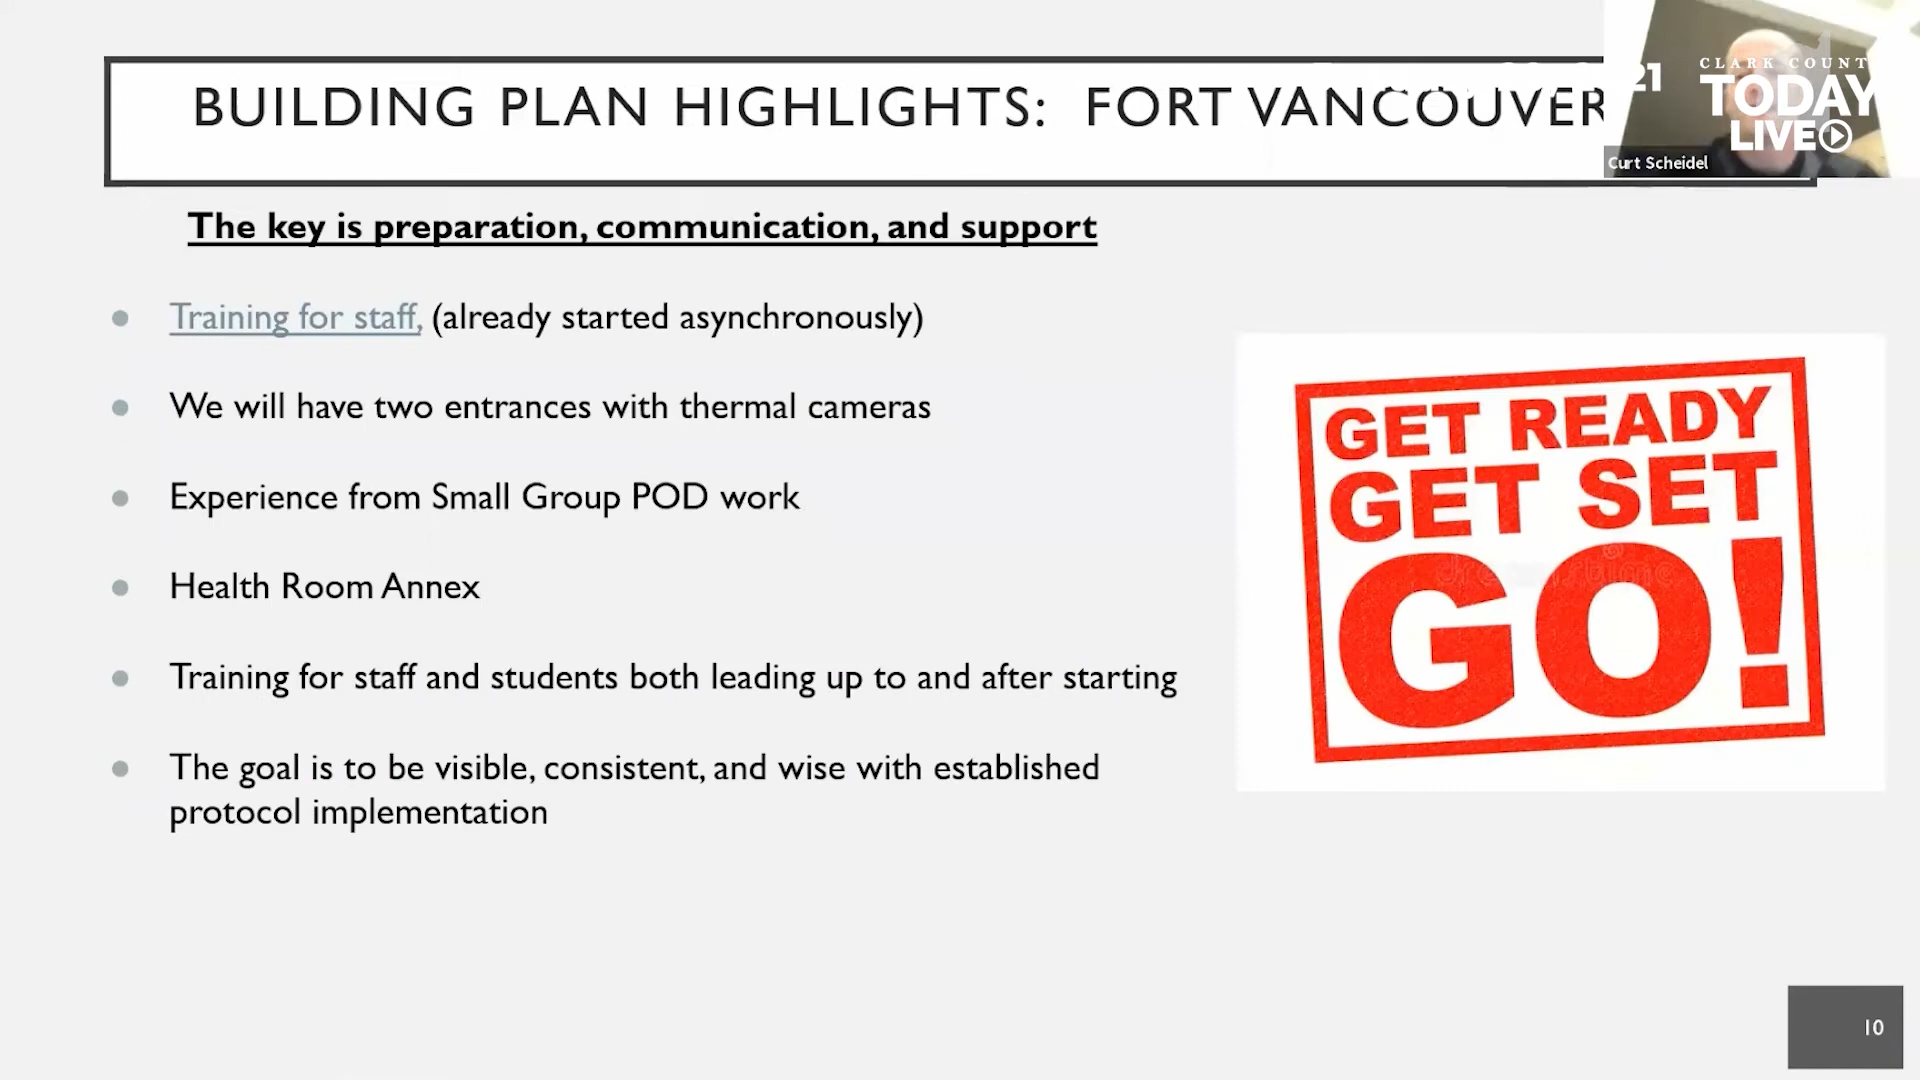 BUILDING PLAN HIGHLIGHTS: FORT VANCOUVER
21
CLARK COUNT
TODAY
LIVE
Curt Scheidel
The key is preparation, communication, and support
Training for staff, (already started asynchronously)
We will have two entrances with thermal cameras
Experience from Small Group POD work
Health Room Annex
Training for staff and students both leading up to and after starting
The goal is to be visible, consistent, and wise with established
protocol implementation
GET READY
GET SET
GO!
dreamstime
10